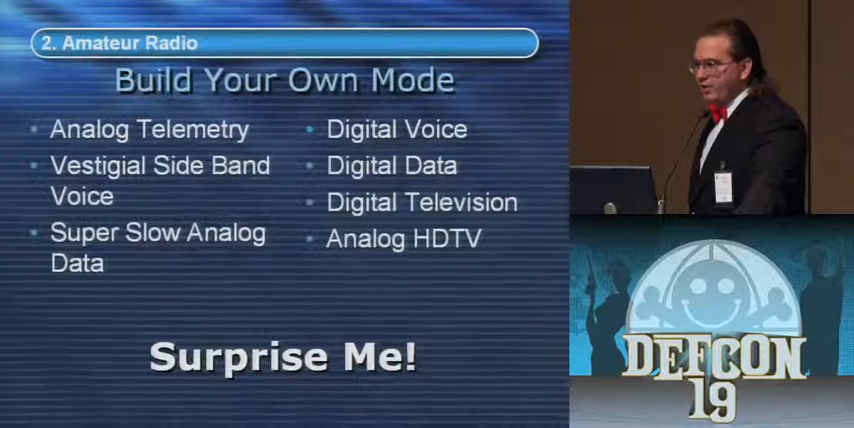 2. Amateur Radio
Build Your Own Mode
Analog Telemetry
Vestigial Side Band
Voice
Super Slow Analog
Data
Digital Voice
Digital Data
Digital Television
Analog HDTV
Surprise Me!
DEFCON
19